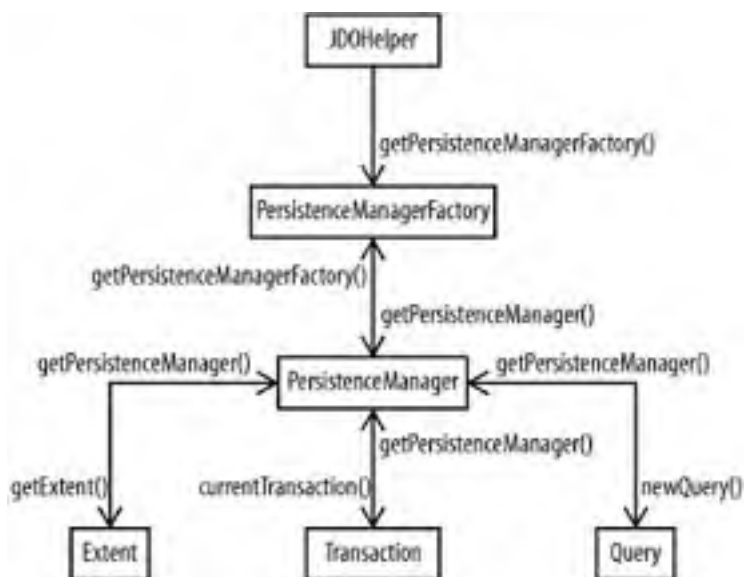 JDOHelper
getPersistenceManagerFactory()
PersistenceManagerFactory
getPersistenceManagerFactory()
getPersistenceManager()
getPersistenceManager()
PersistenceManager
getPersistenceManager()
getPersistenceManager()
getExtent()
currentTransaction()
newQuery()
Extent
Transaction
Query